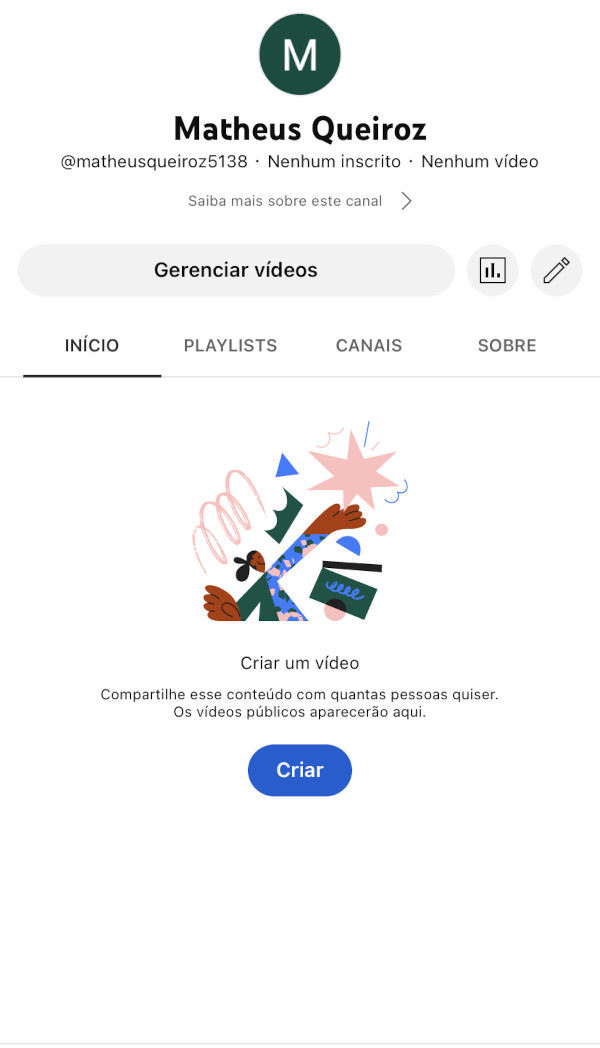 M
Matheus Queiroz
@matheusqueiroz5138 · Nenhum inscrito · Nenhum vídeo
Saiba mais sobre este canal
Gerenciar vídeos
INÍCIO PLAYLISTS CANAIS SOBRE
Criar um vídeo
Compartilhe esse conteúdo com quantas pessoas quiser.
Os vídeos públicos aparecerão aqui.
Criar